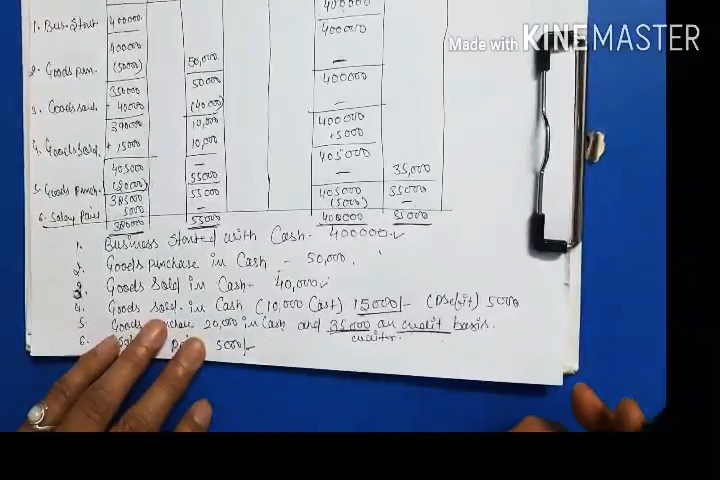 400000
1. Bus. Start 400000 400000
400000
2. Goods pur. (50000) 50,000 -
350000 50000 400000
3. Goods sold 40000 (40000) -
390000 10,000 400000
4. Goods sold. + 15000 10,000 +5000
405000 - 405000
5. Goods purch. (20000) 55000 - 35,000
385000 55000 405000 35000
6. Salary paid 5000 - (5000) -
380000 55000 400000 35000
1. Business Started with Cash - 400000
2. Goods purchase in Cash - 50,000.
3. Goods Sold in Cash - 40,000
4. Goods sold. in Cash (10,000 Cost) 15000/- 5000
5. Goods 20,000 in Cash and 35000 on credit basis.
creditor.
6. 5000/-
Made with KINEMASTER